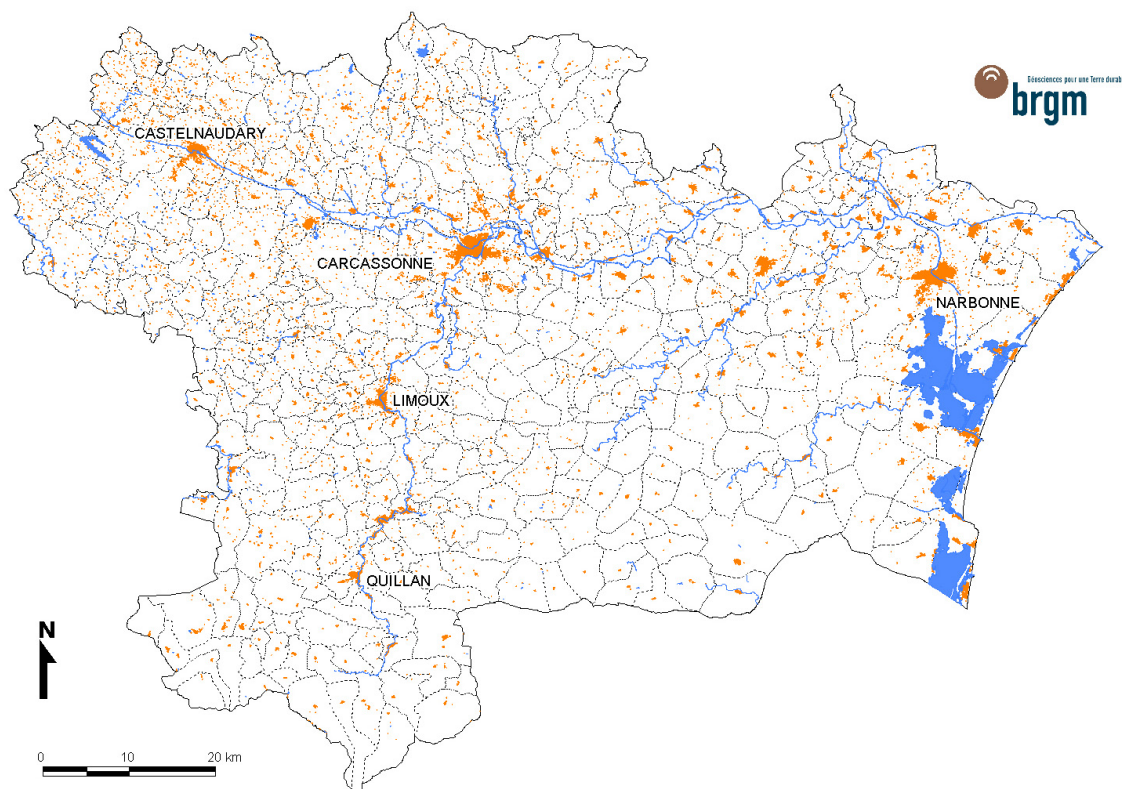 Géosciences pour une Terre durab
brgm
CASTELNAUDARY
CARCASSONNE
NARBONNE
LIMOUX
QUILLAN
N
0 10 20 km